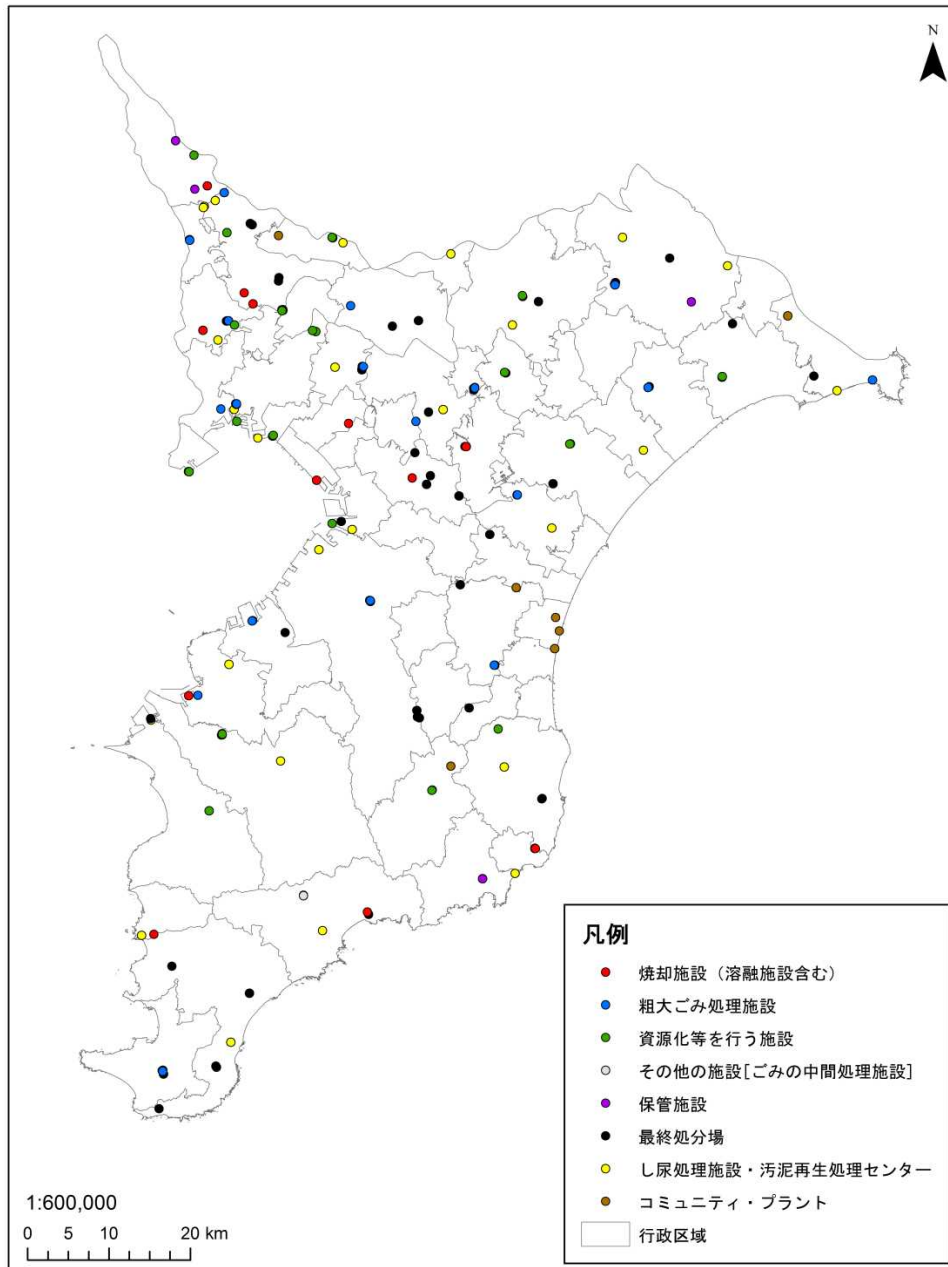 N
凡例
焼却施設（溶融施設含む）
粗大ごみ処理施設
資源化等を行う施設
その他の施設[ごみの中間処理施設]
保管施設
最終処分場
し尿処理施設・汚泥再生処理センター
コミュニティ・プラント
行政区域
1:600,000
0 5 10 20 km